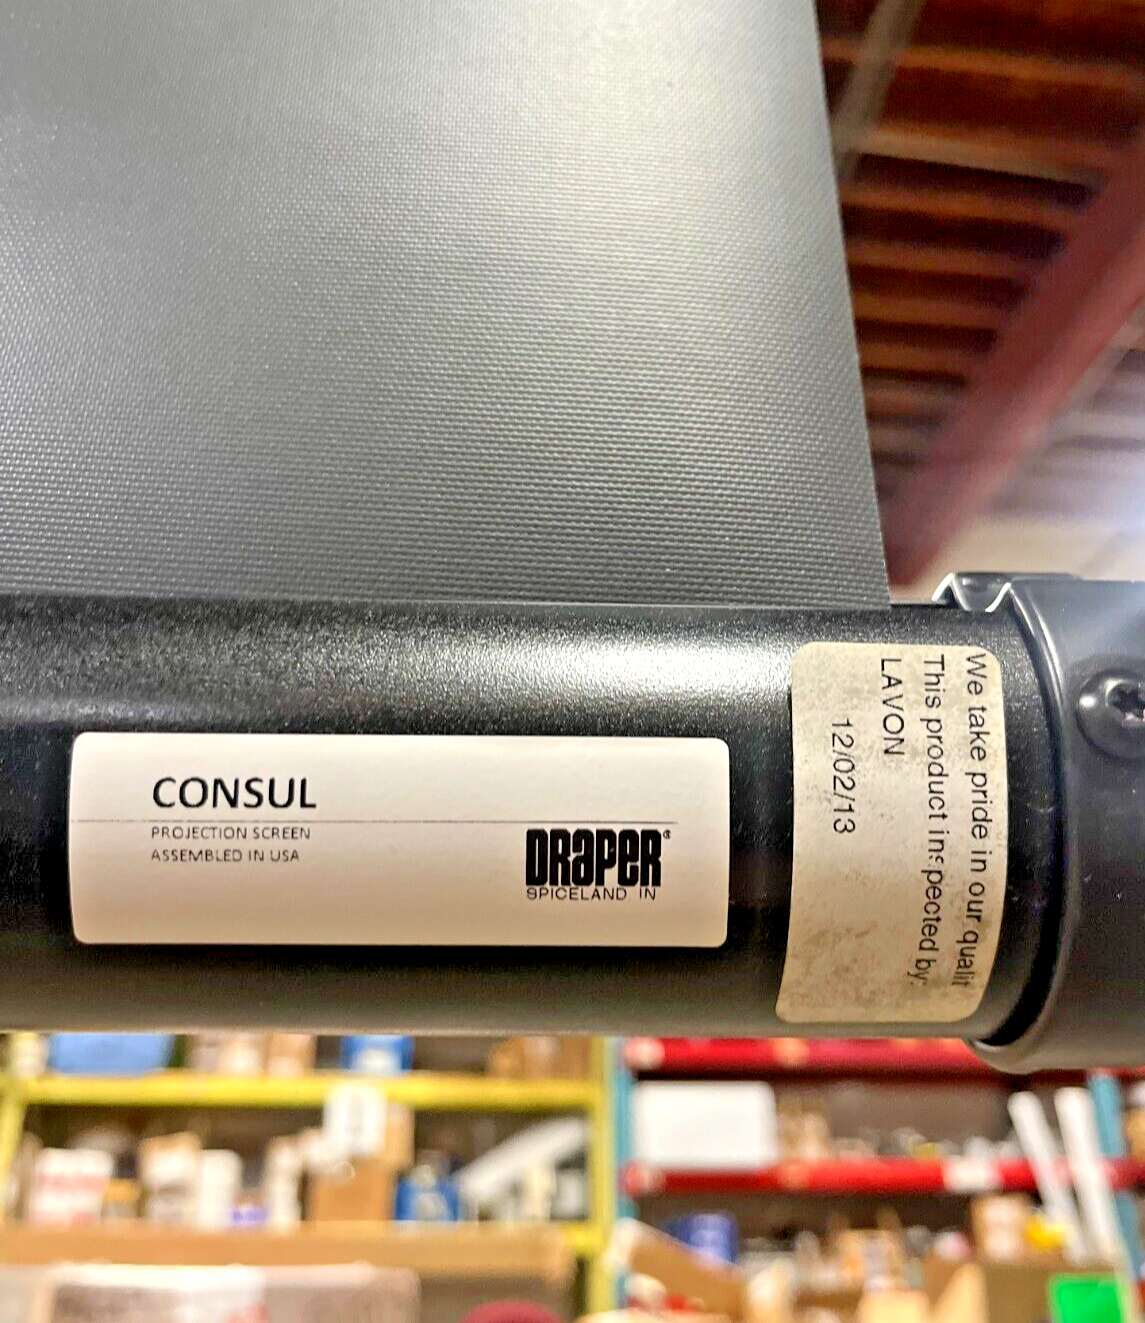 CONSUL
PROJECTION SCREEN
ASSEMBLED IN USA
DRAPER®
SPICELAND IN
We take pride in our qualit
This product inspected by:
LAVON
12/02/13